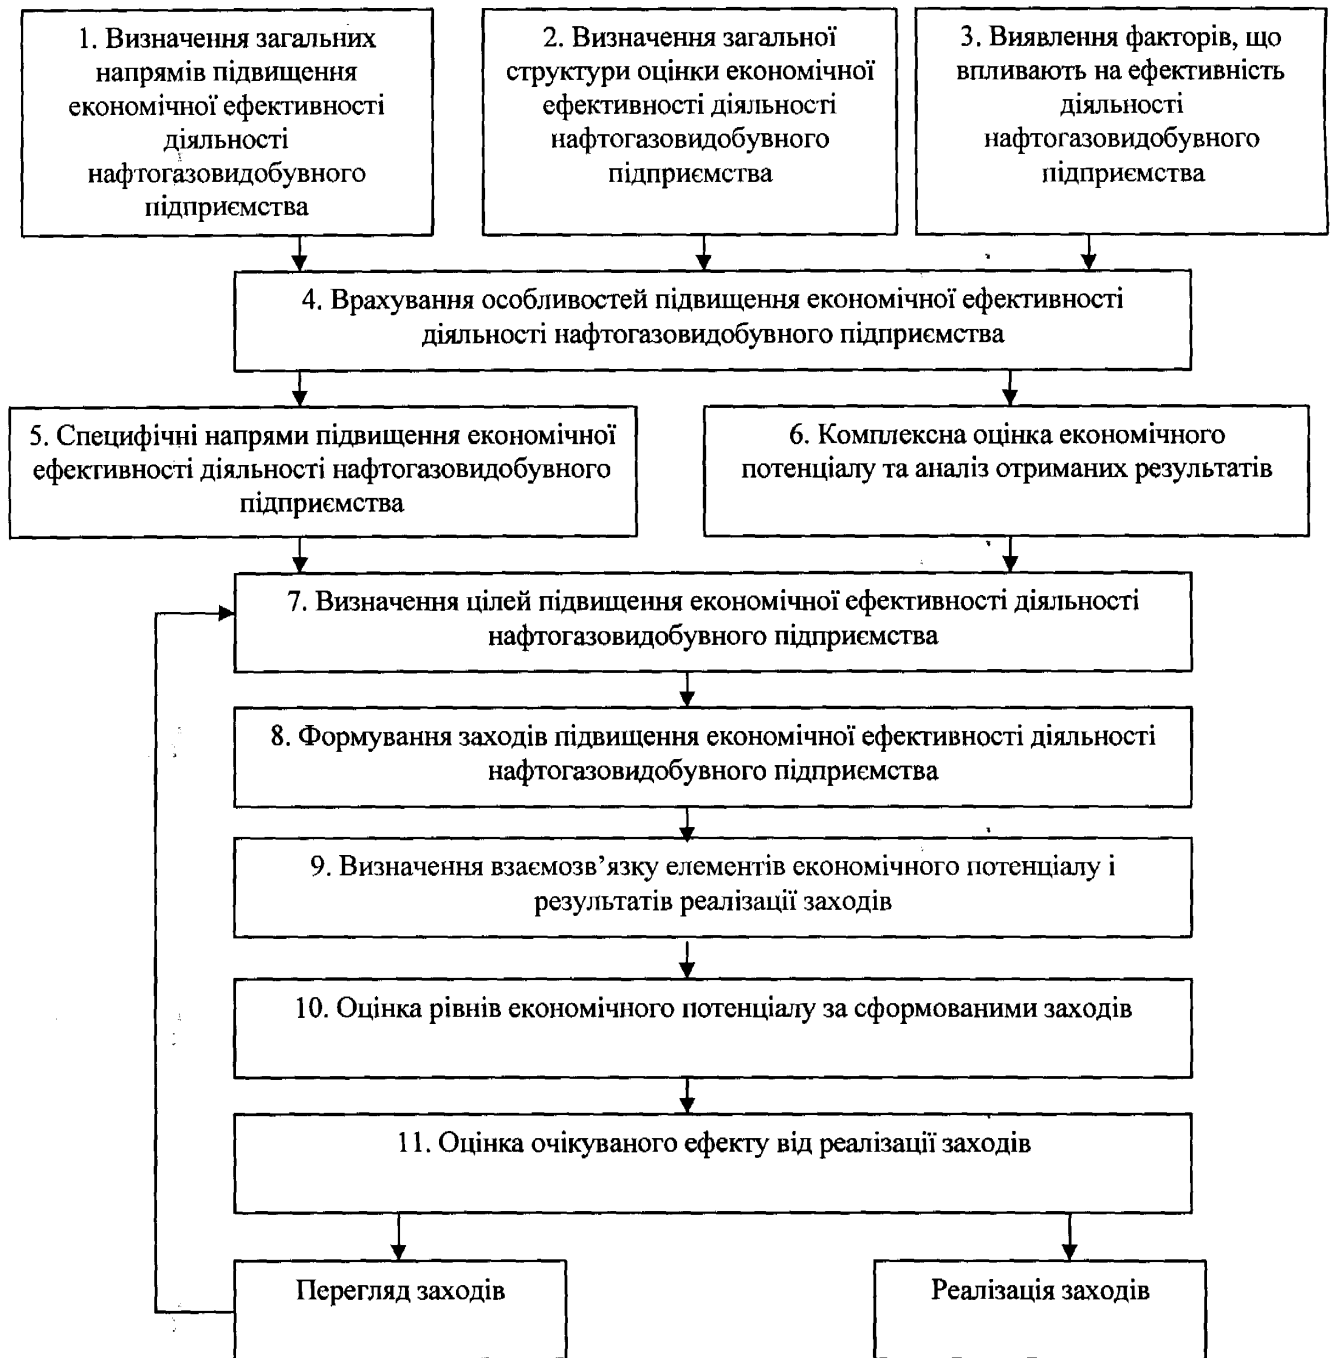 1. Визначення загальних
напрямів підвищення
економічної ефективності
діяльності
нафтогазовидобувного
підприємства
2. Визначення загальної
структури оцінки економічної
ефективності діяльності
нафтогазовидобувного
підприємства
3. Виявлення факторів, що
впливають на ефективність
діяльності
нафтогазовидобувного
підприємства
4. Врахування особливостей підвищення економічної ефективності
діяльності нафтогазовидобувного підприємства
5. Специфічні напрями підвищення економічної
ефективності діяльності нафтогазовидобувного
підприємства
6. Комплексна оцінка економічного
потенціалу та аналіз отриманих результатів
7. Визначення цілей підвищення економічної ефективності діяльності
нафтогазовидобувного підприємства
8. Формування заходів підвищення економічної ефективності діяльності
нафтогазовидобувного підприємства
9. Визначення взаємозв’язку елементів економічного потенціалу і
результатів реалізації заходів
10. Оцінка рівнів економічного потенціалу за сформованими заходів
11. Оцінка очікуваного ефекту від реалізації заходів
Перегляд заходів
Реалізація заходів